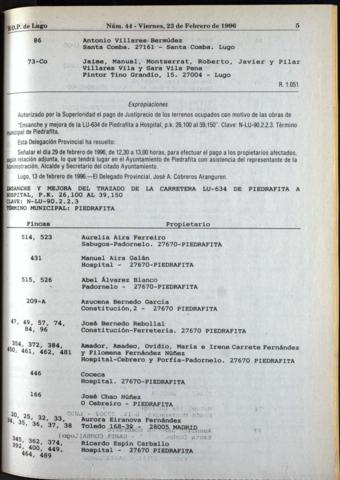 B.O.P. de Lugo Núm. 44 - Viernes, 23 de Febrero de 1996 5
86 Antonio Villares Bermúdez
Santa Comba. 27161 - Santa Comba. Lugo
73-Co Jaime, Manuel, Montserrat, Roberto, Javier y Pilar
Villares Vila y Sara Vila Pena
Pintor Tino Grandío, 15. 27004 - Lugo
R. 1.051
Expropiaciones
Autorizado por la Superioridad el pago de Justiprecio de los terrenos ocupados con motivo de las obras de
"Ensanche y mejora de la LU-634 de Piedrafita a Hospital, p.k. 26,100 al 39,150". Clave: N-LU-90.2.2.3. Término
municipal de Piedrafita.
Esta Delegación Provincial ha resuelto:
Señalar el día 29 de febrero de 1996, de 12,30 a 13,00 horas, para efectuar el pago a los propietarios afectados,
según relación adjunta, lo que tendrá lugar en el Ayuntamiento de Piedrafita con asistencia del representante de la
Administración, Alcalde y Secretario del citado Ayuntamiento.
Lugo, 13 de febrero de 1996.—El Delegado Provincial, José A. Cobreros Aranguren.
ENSANCHE Y MEJORA DEL TRAZADO DE LA CARRETERA LU-634 DE PIEDRAFITA A
HOSPITAL, P.K. 26,100 AL 39,150
CLAVE: N-LU-90.2.2.3
TÉRMINO MUNICIPAL: PIEDRAFITA
Fincas Propietario
514, 523 Aurelia Aira Ferreiro
Sabugos-Padornelo. 27670-PIEDRAFITA
431 Manuel Aira Galán
Hospital - 27670-PIEDRAFITA
515, 526 Abel Álvarez Blanco
Padornelo - 27670-PIEDRAFITA
209-A Azucena Bernedo García
Constitución,2 - 27670 PIEDRAFITA
47, 49, 57, 74, José Bernedo Rebollal
84, 96 Constitución-Ferretería. 27670 PIEDRAFITA
354, 372, 384, Amador, Amadeo, Ovidio, María e Irene Carrete Fernández
450, 461, 462, 481 y Filomena Fernández Núñez
Hospital-Cebrero y Porfía-Padornelo. 27670 PIEDRAFITA
446 Cooeca
Hospital. 27670-PIEDRAFITA
166 José Chao Núñez
O Cebreiro - PIEDRAFITA
20, 25, 32, 33, Aurora Eiranova Fernández
34, 35, 36, 37, 38 Toledo 168-39 - 28005 MADRID
345, 362, 374, Ricardo Espín Carballo
392, 400, 449, Hospital - 27670 PIEDRAFITA
464, 489